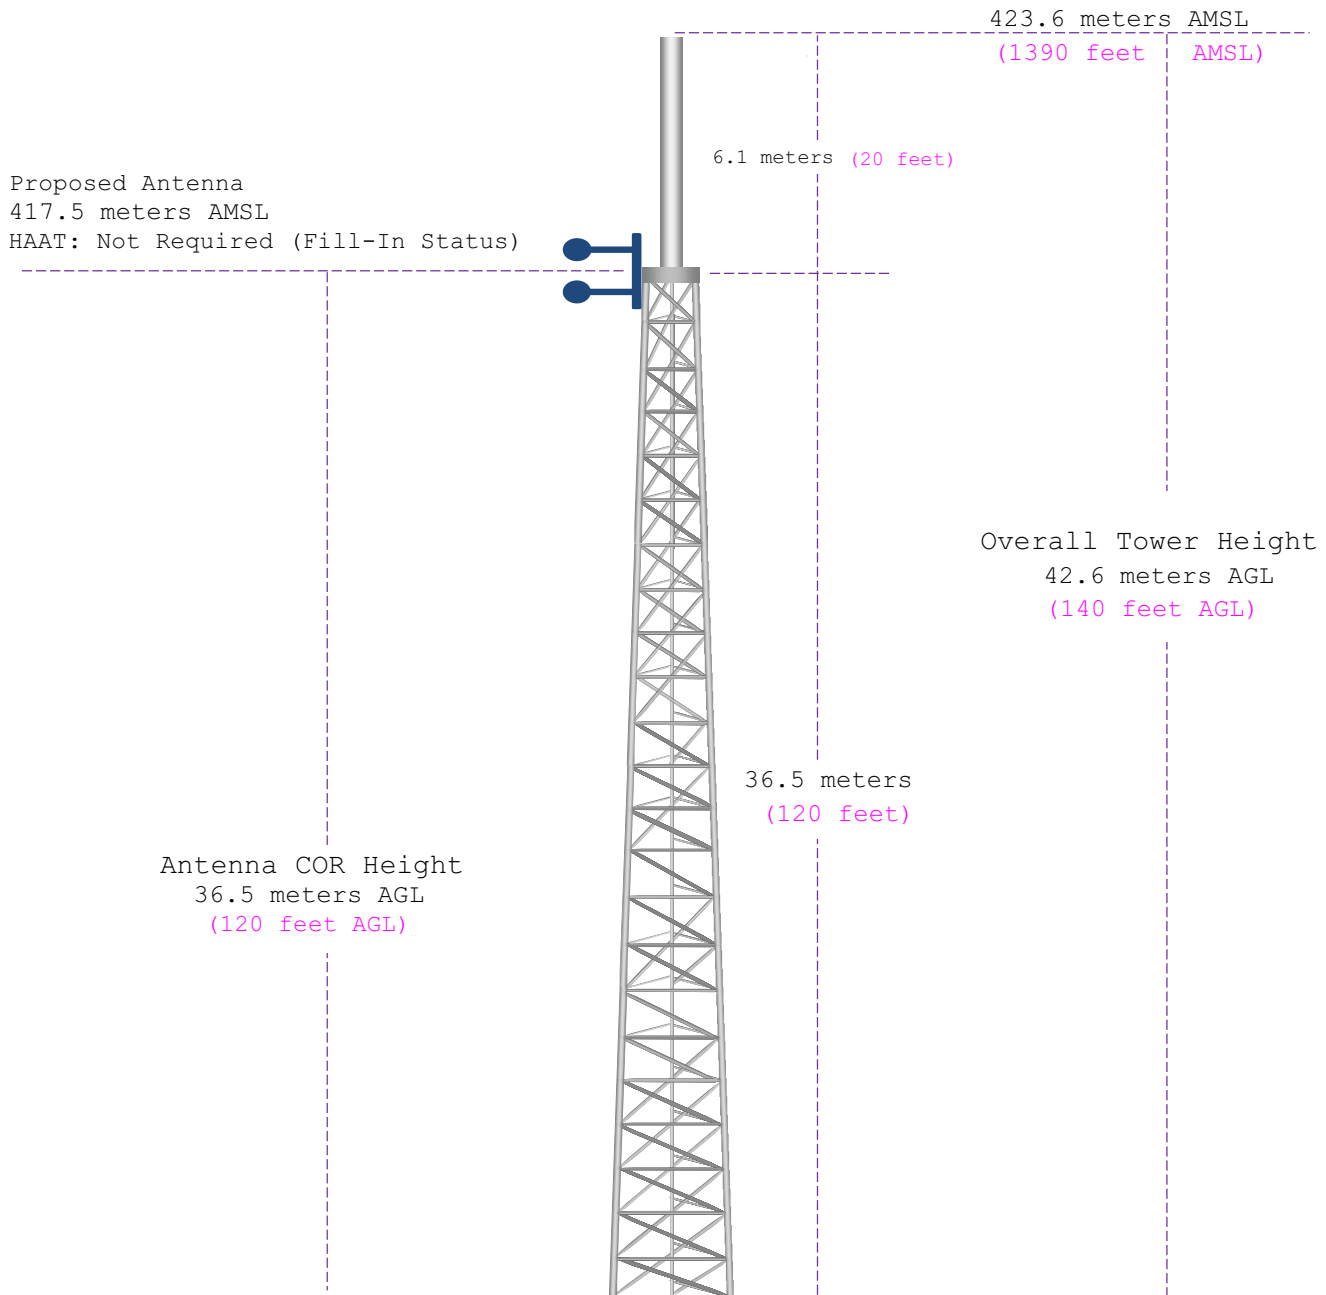 423.6 meters AMSL
(1390 feet AMSL)
6.1 meters (20 feet)
Proposed Antenna
417.5 meters AMSL
HAAT: Not Required (Fill-In Status)
Overall Tower Height
42.6 meters AGL
(140 feet AGL)
36.5 meters
(120 feet)
Antenna COR Height
36.5 meters AGL
(120 feet AGL)